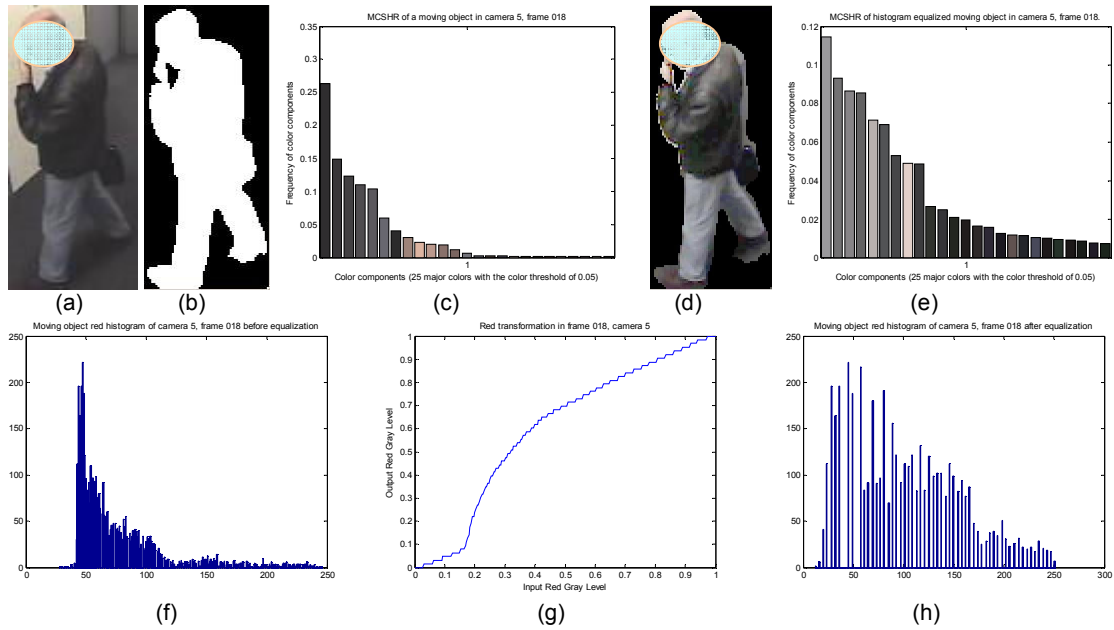 MCSHR of a moving object in camera 5, frame 018
0.35
0.3
0.25
0.2
0.15
0.1
0.05
0
Frequency of color components
1
Color components (25 major colors with the color threshold of 0.05)
MCSHR of histogram equalized moving object in camera 5, frame 018.
0.12
0.1
0.08
0.06
0.04
0.02
0
Frequency of color components
1
Color components (25 major colors with the color threshold of 0.05)
(a)
(b)
(c)
(d)
(e)
Moving object red histogram of camera 5, frame 018 before equalization
250
200
150
100
50
0
0 50 100 150 200 250
Red transformation in frame 018, camera 5
1
0.9
0.8
0.7
0.6
0.5
0.4
0.3
0.2
0.1
0
Output Red Gray Level
0 0.1 0.2 0.3 0.4 0.5 0.6 0.7 0.8 0.9 1
Input Red Gray Level
Moving object red histogram of camera 5, frame 018 after equalization
250
200
150
100
50
0
0 50 100 150 200 250 300
(f)
(g)
(h)